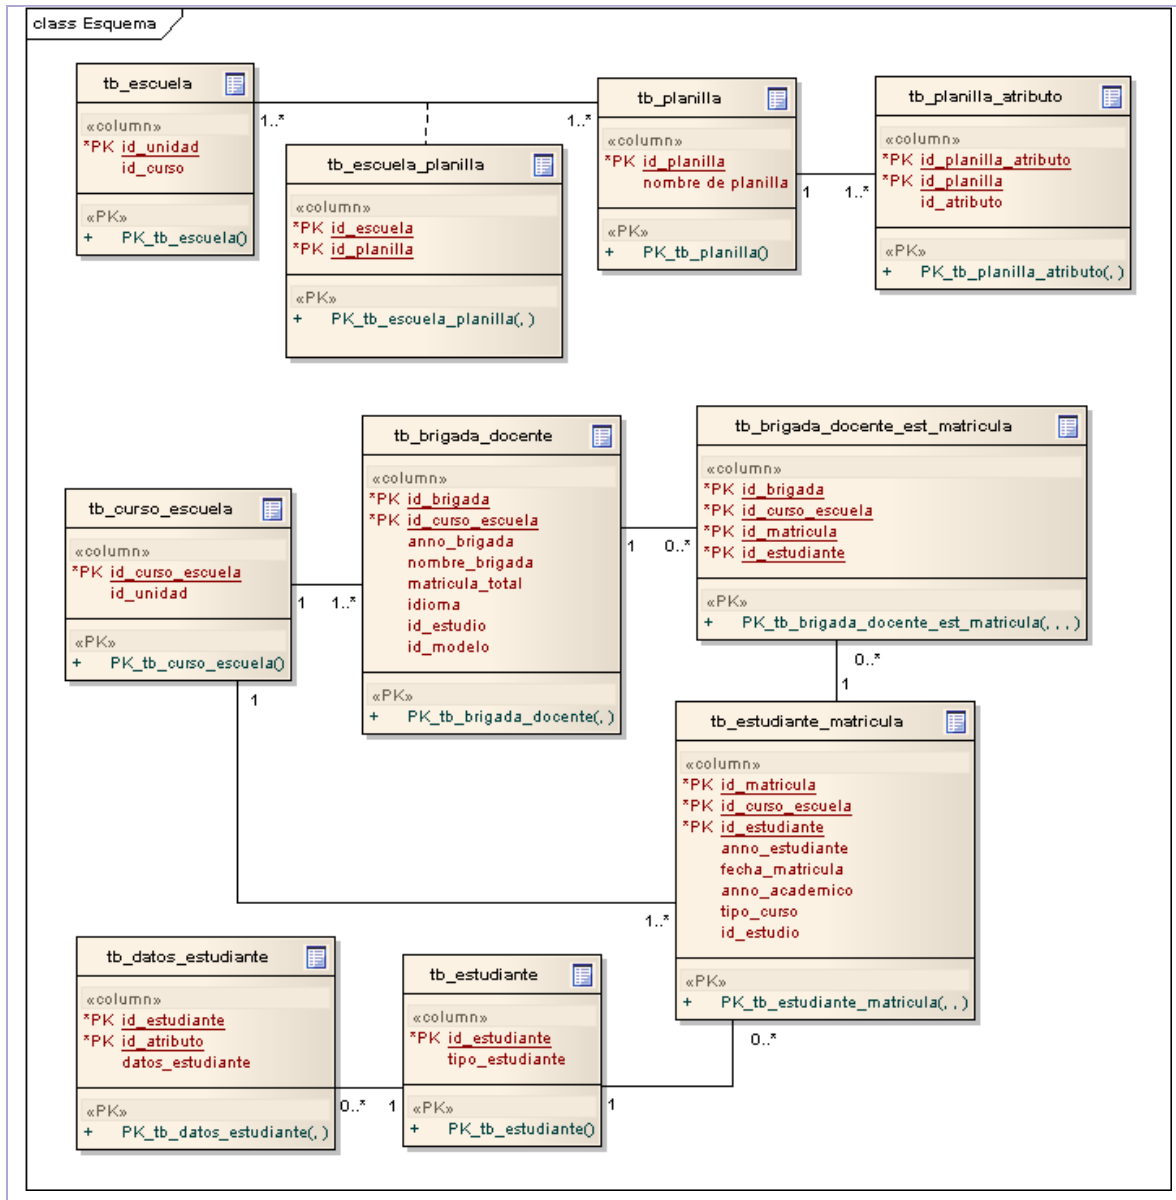 class Esquema
tb_escuela
«column»
*PK id_unidad
id_curso
«PK»
+ PK_tb_escuela()
1..*
1..*
tb_escuela_planilla
«column»
*PK id_escuela
*PK id_planilla
«PK»
+ PK_tb_escuela_planilla(, )
tb_planilla
«column»
*PK id_planilla
nombre de planilla
«PK»
+ PK_tb_planilla()
1
1..*
tb_planilla_atributo
«column»
*PK id_planilla_atributo
*PK id_planilla
id_atributo
«PK»
+ PK_tb_planilla_atributo(, )
tb_curso_escuela
«column»
*PK id_curso_escuela
id_unidad
«PK»
+ PK_tb_curso_escuela()
1
1..*
1
tb_brigada_docente
«column»
*PK id_brigada
*PK id_curso_escuela
anno_brigada
nombre_brigada
matricula_total
idioma
id_estudio
id_modelo
«PK»
+ PK_tb_brigada_docente(, )
1
0..*
tb_brigada_docente_est_matricula
«column»
*PK id_brigada
*PK id_curso_escuela
*PK id_matricula
*PK id_estudiante
«PK»
+ PK_tb_brigada_docente_est_matricula(, , , )
0..*
1
tb_estudiante_matricula
«column»
*PK id_matricula
*PK id_curso_escuela
*PK id_estudiante
anno_estudiante
fecha_matricula
anno_academico
tipo_curso
id_estudio
«PK»
+ PK_tb_estudiante_matricula(, , )
1..*
0..*
tb_datos_estudiante
«column»
*PK id_estudiante
*PK id_atributo
datos_estudiante
«PK»
+ PK_tb_datos_estudiante(, )
0..*
1
tb_estudiante
«column»
*PK id_estudiante
tipo_estudiante
«PK»
+ PK_tb_estudiante()
1